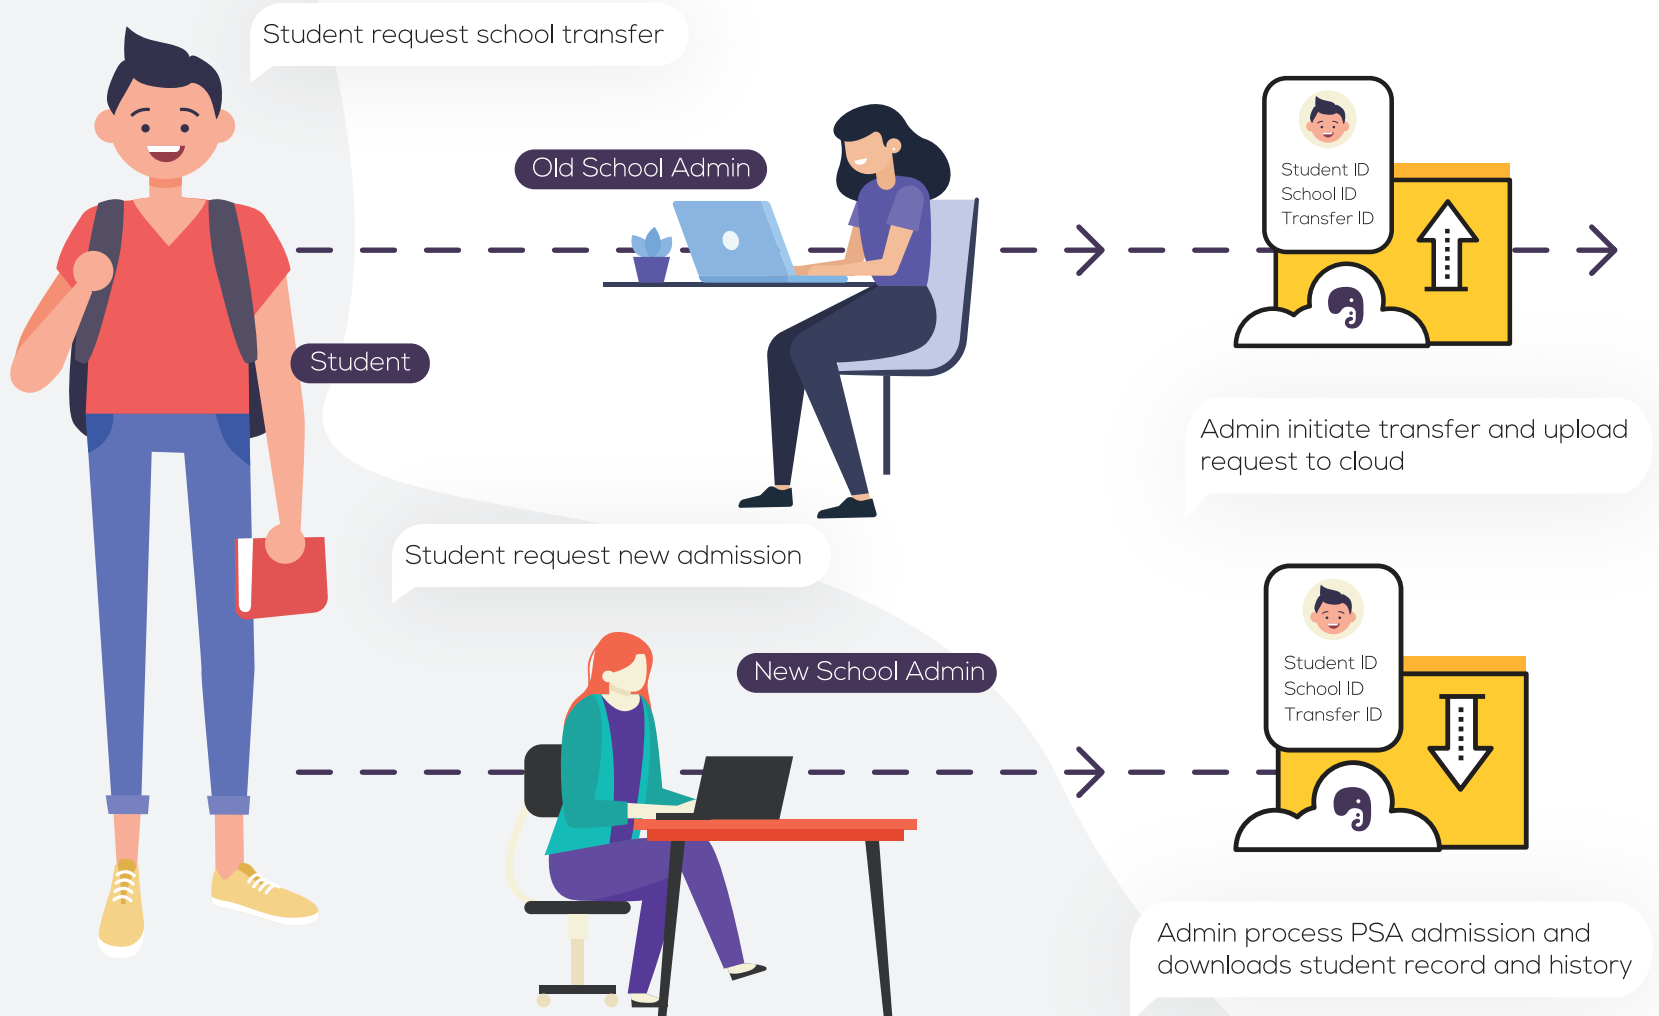 Student request school transfer
Old School Admin
Student ID
School ID
Transfer ID
Student
Admin initiate transfer and upload
request to cloud
Student request new admission
New School Admin
Student ID
School ID
Transfer ID
Admin process PSA admission and
downloads student record and history